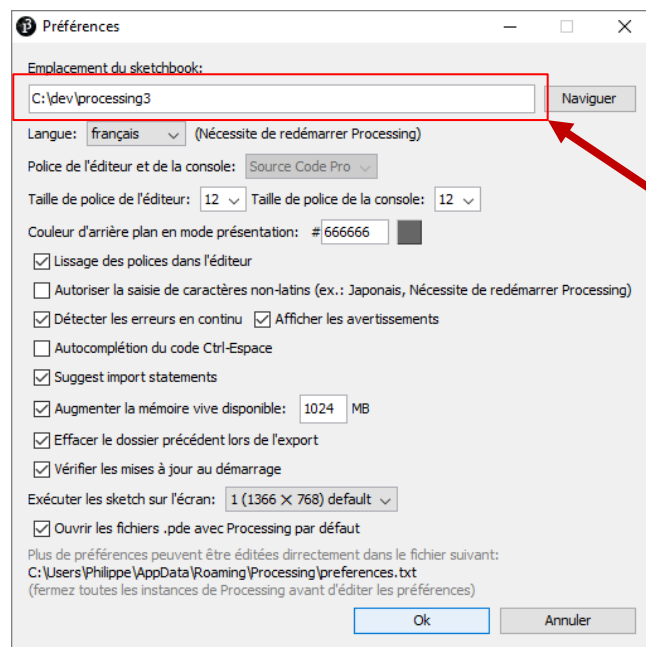 Préférences
Emplacement du sketchbook:
C:\dev\processing3 Naviguer
Langue: français (Nécessite de redémarrer Processing)
Police de l'éditeur et de la console: Source Code Pro
Taille de police de l'éditeur: 12 Taille de police de la console: 12
Couleur d'arrière plan en mode présentation: #666666
Lissage des polices dans l'éditeur
Autoriser la saisie de caractères non-latins (ex.: Japonais, Nécessite de redémarrer Processing)
Détecter les erreurs en continu Afficher les avertissements
Autocomplétion du code Ctrl-Espace
Suggest import statements
Augmenter la mémoire vive disponible: 1024 MB
Effacer le dossier précédent lors de l'export
Vérifier les mises à jour au démarrage
Exécuter les sketch sur l'écran: 1 (1366 × 768) default
Ouvrir les fichiers .pde avec Processing par défaut
Plus de préférences peuvent être éditées dirrectement dans le fichier suivant:
C:\Users\Philippe\AppData\Roaming\Processing\preferences.txt
(fermez toutes les instances de Processing avant d'éditer les préférences)
Ok Annuler